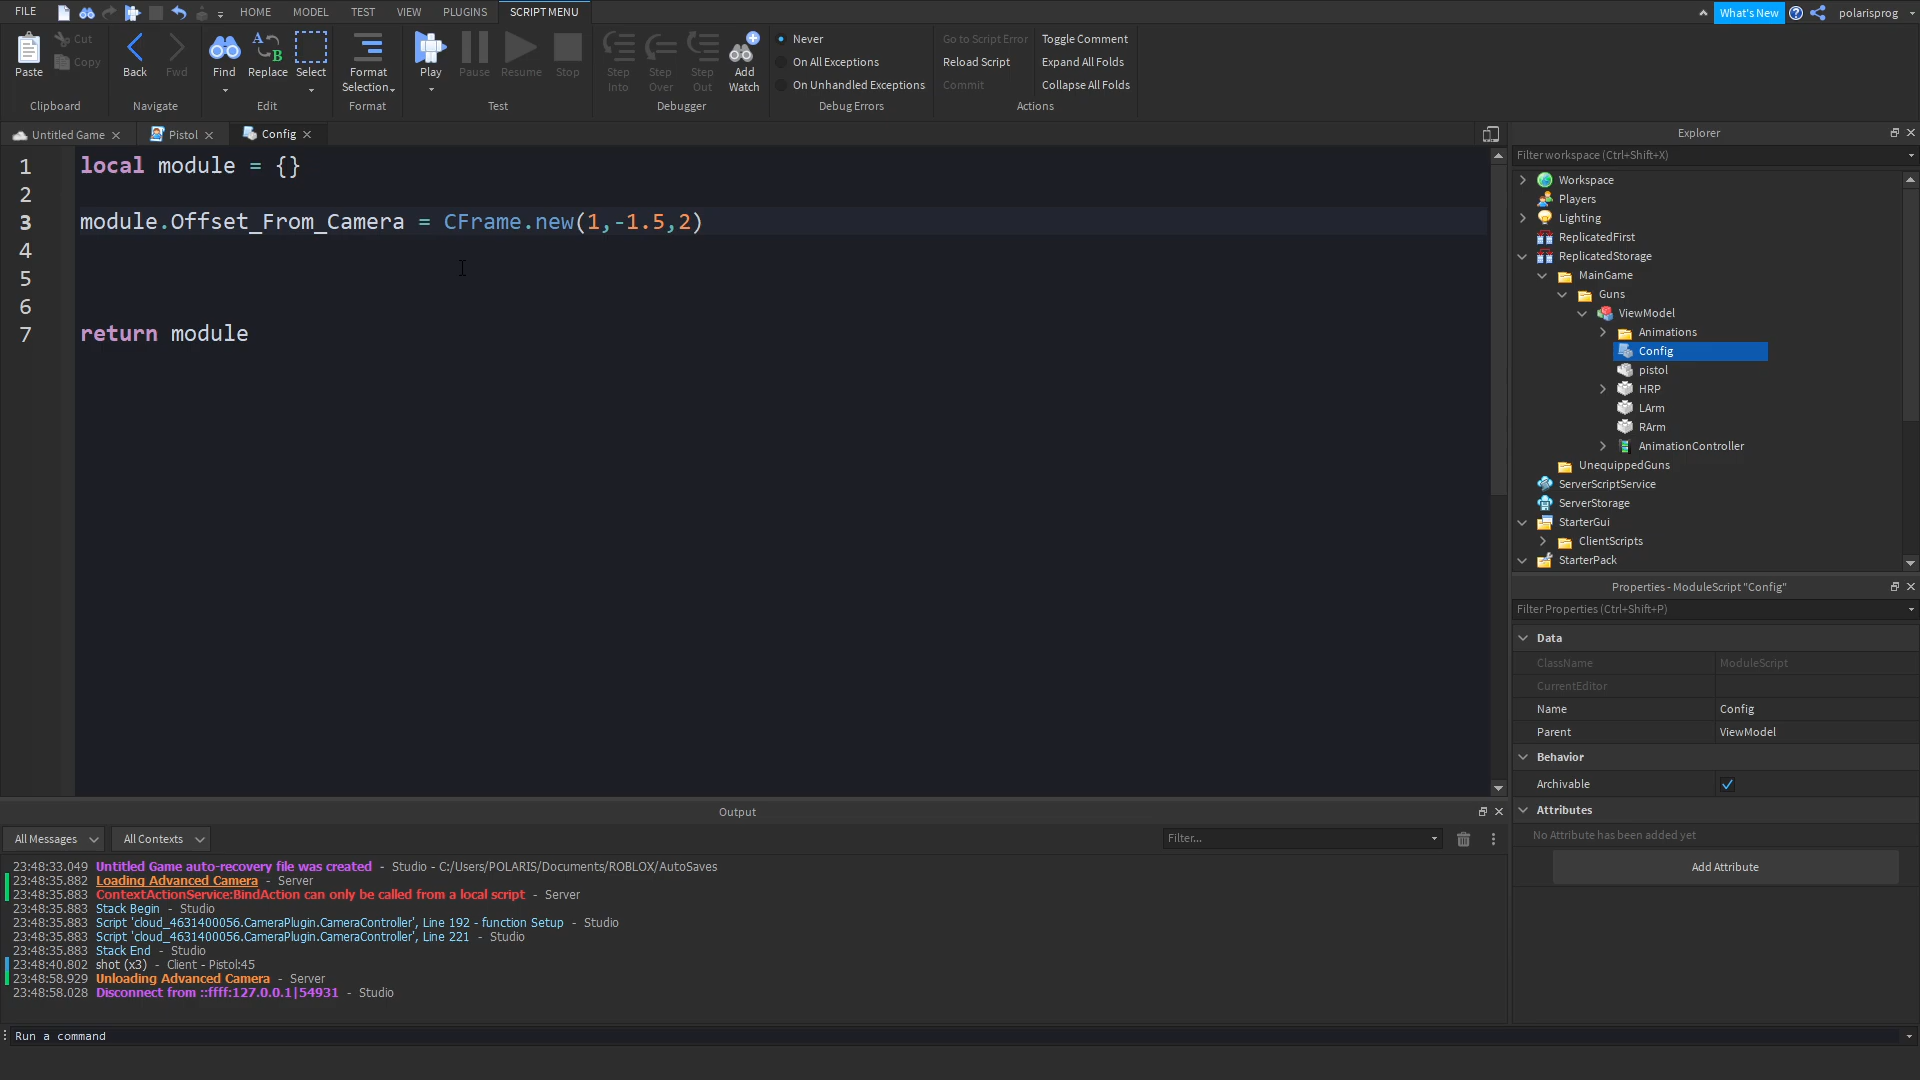 FILE HOME MODEL TEST VIEW PLUGINS SCRIPT MENU What's New ? polarisprog
Paste Cut Copy Clipboard
Back Fwd Navigate
Find Replace Select Edit
Format Selection Format
Play Pause Resume Stop Test
Step Into Step Over Step Out Add Watch Debugger
Never
On All Exceptions
On Unhandled Exceptions
Debug Errors
Go to Script Error Toggle Comment
Reload Script Expand All Folds
Commit Collapse All Folds
Actions
Untitled Game Pistol Config
1 local module = {}
2
3 module.Offset_From_Camera = CFrame.new(1,-1.5,2)
4
5
6
7 return module
Explorer
Filter workspace (Ctrl+Shift+X)
Workspace
Players
Lighting
ReplicatedFirst
ReplicatedStorage
MainGame
Guns
ViewModel
Animations
Config
pistol
HRP
LArm
RArm
AnimationController
UnequippedGuns
ServerScriptService
ServerStorage
StarterGui
ClientScripts
StarterPack
Properties - ModuleScript "Config"
Filter Properties (Ctrl+Shift+P)
Data
ClassName ModuleScript
CurrentEditor
Name Config
Parent ViewModel
Behavior
Archivable
Attributes
No Attribute has been added yet
Add Attribute
Output
All Messages All Contexts Filter...
23:48:33.049 Untitled Game auto-recovery file was created - Studio - C:/Users/POLARIS/Documents/ROBLOX/AutoSaves
23:48:35.882 Loading Advanced Camera - Server
23:48:35.883 ContextActionService:BindAction can only be called from a local script - Server
23:48:35.883 Stack Begin - Studio
23:48:35.883 Script 'cloud_4631400056.CameraPlugin.CameraController', Line 192 - function Setup - Studio
23:48:35.883 Script 'cloud_4631400056.CameraPlugin.CameraController', Line 221 - Studio
23:48:35.883 Stack End - Studio
23:48:40.802 shot (x3) - Client - Pistol:45
23:48:58.929 Unloading Advanced Camera - Server
23:48:58.028 Disconnect from ::ffff:127.0.0.1|54931 - Studio
Run a command